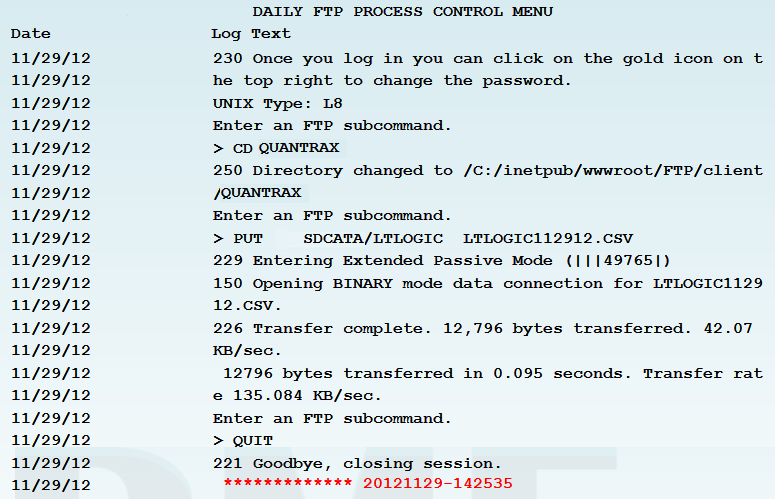 DAILY FTP PROCESS CONTROL MENU
Date Log Text
11/29/12 230 Once you log in you can click on the gold icon on t
11/29/12 he top right to change the password.
11/29/12 UNIX Type: L8
11/29/12 Enter an FTP subcommand.
11/29/12 > CD QUANTRAX
11/29/12 250 Directory changed to /C:/inetpub/wwwroot/FTP/client
11/29/12 /QUANTRAX
11/29/12 Enter an FTP subcommand.
11/29/12 > PUT SDCATA/LTLOGIC LTLOGIC112912.CSV
11/29/12 229 Entering Extended Passive Mode (|||49765|)
11/29/12 150 Opening BINARY mode data connection for LTLOGIC1129
11/29/12 12.CSV.
11/29/12 226 Transfer complete. 12,796 bytes transferred. 42.07
11/29/12 KB/sec.
11/29/12 12796 bytes transferred in 0.095 seconds. Transfer rat
11/29/12 e 135.084 KB/sec.
11/29/12 Enter an FTP subcommand.
11/29/12 > QUIT
11/29/12 221 Goodbye, closing session.
11/29/12 ************* 20121129-142535